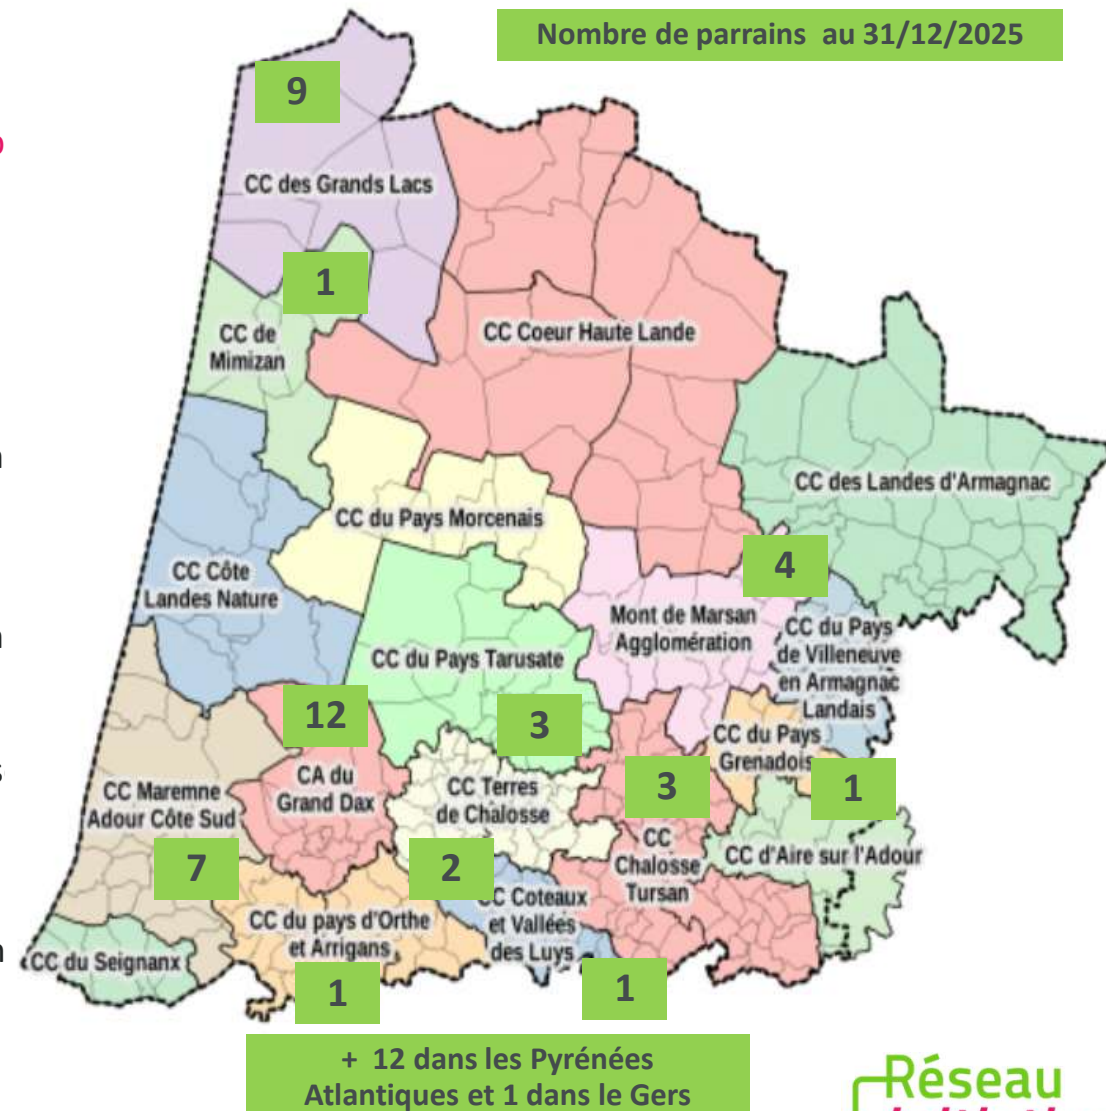 Nombre de parrains au 31/12/2025
9
CC des Grands Lacs
1
CC de
Mimizan
CC Coeur Haute Lande
CC des Landes d'Armagnac
CC du Pays Morcenais
4
CC Côte
Landes Nature
Mont de Marsan
Agglomération
CC du Pays
de Villeneuve
en Armagnac
Landais
CC du Pays Tarusate
12
3
CC du Pays
Grenadois
CA du
Grand Dax
CC Terres
de Chalosse
3
1
CC Maremne
Adour Côte Sud
7
2
CC
Chalosse
Tursan
CC d'Aire sur l'Adour
CC Coteaux
et Vallées
des Luys
CC du pays d'Orthe
et Arrigans
CC du Seignanx
1
1
+ 12 dans les Pyrénées
Atlantiques et 1 dans le Gers
Réseau